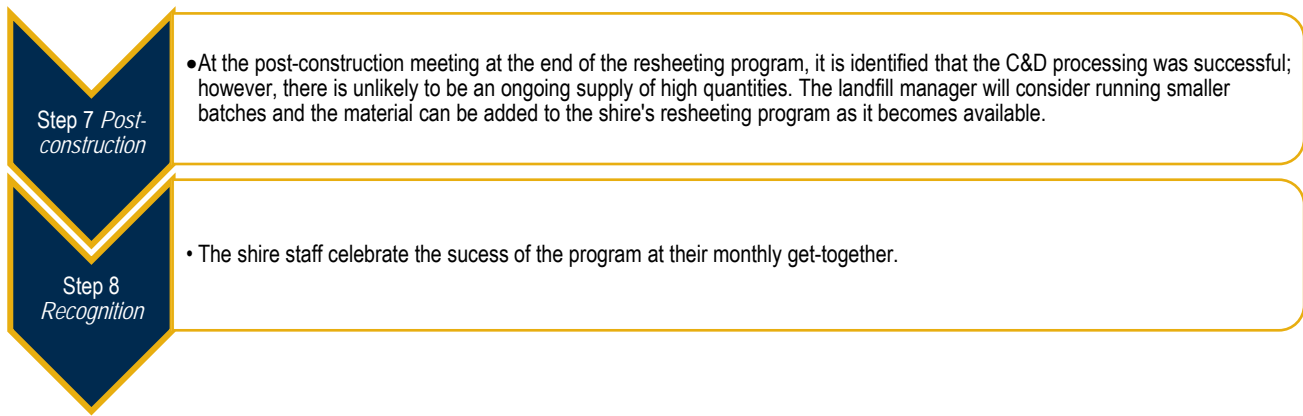 Step 7 Post-
construction
•At the post-construction meeting at the end of the resheeting program, it is identified that the C&D processing was successful;
however, there is unlikely to be an ongoing supply of high quantities. The landfill manager will consider running smaller
batches and the material can be added to the shire's resheeting program as it becomes available.
Step 8
Recognition
• The shire staff celebrate the sucess of the program at their monthly get-together.